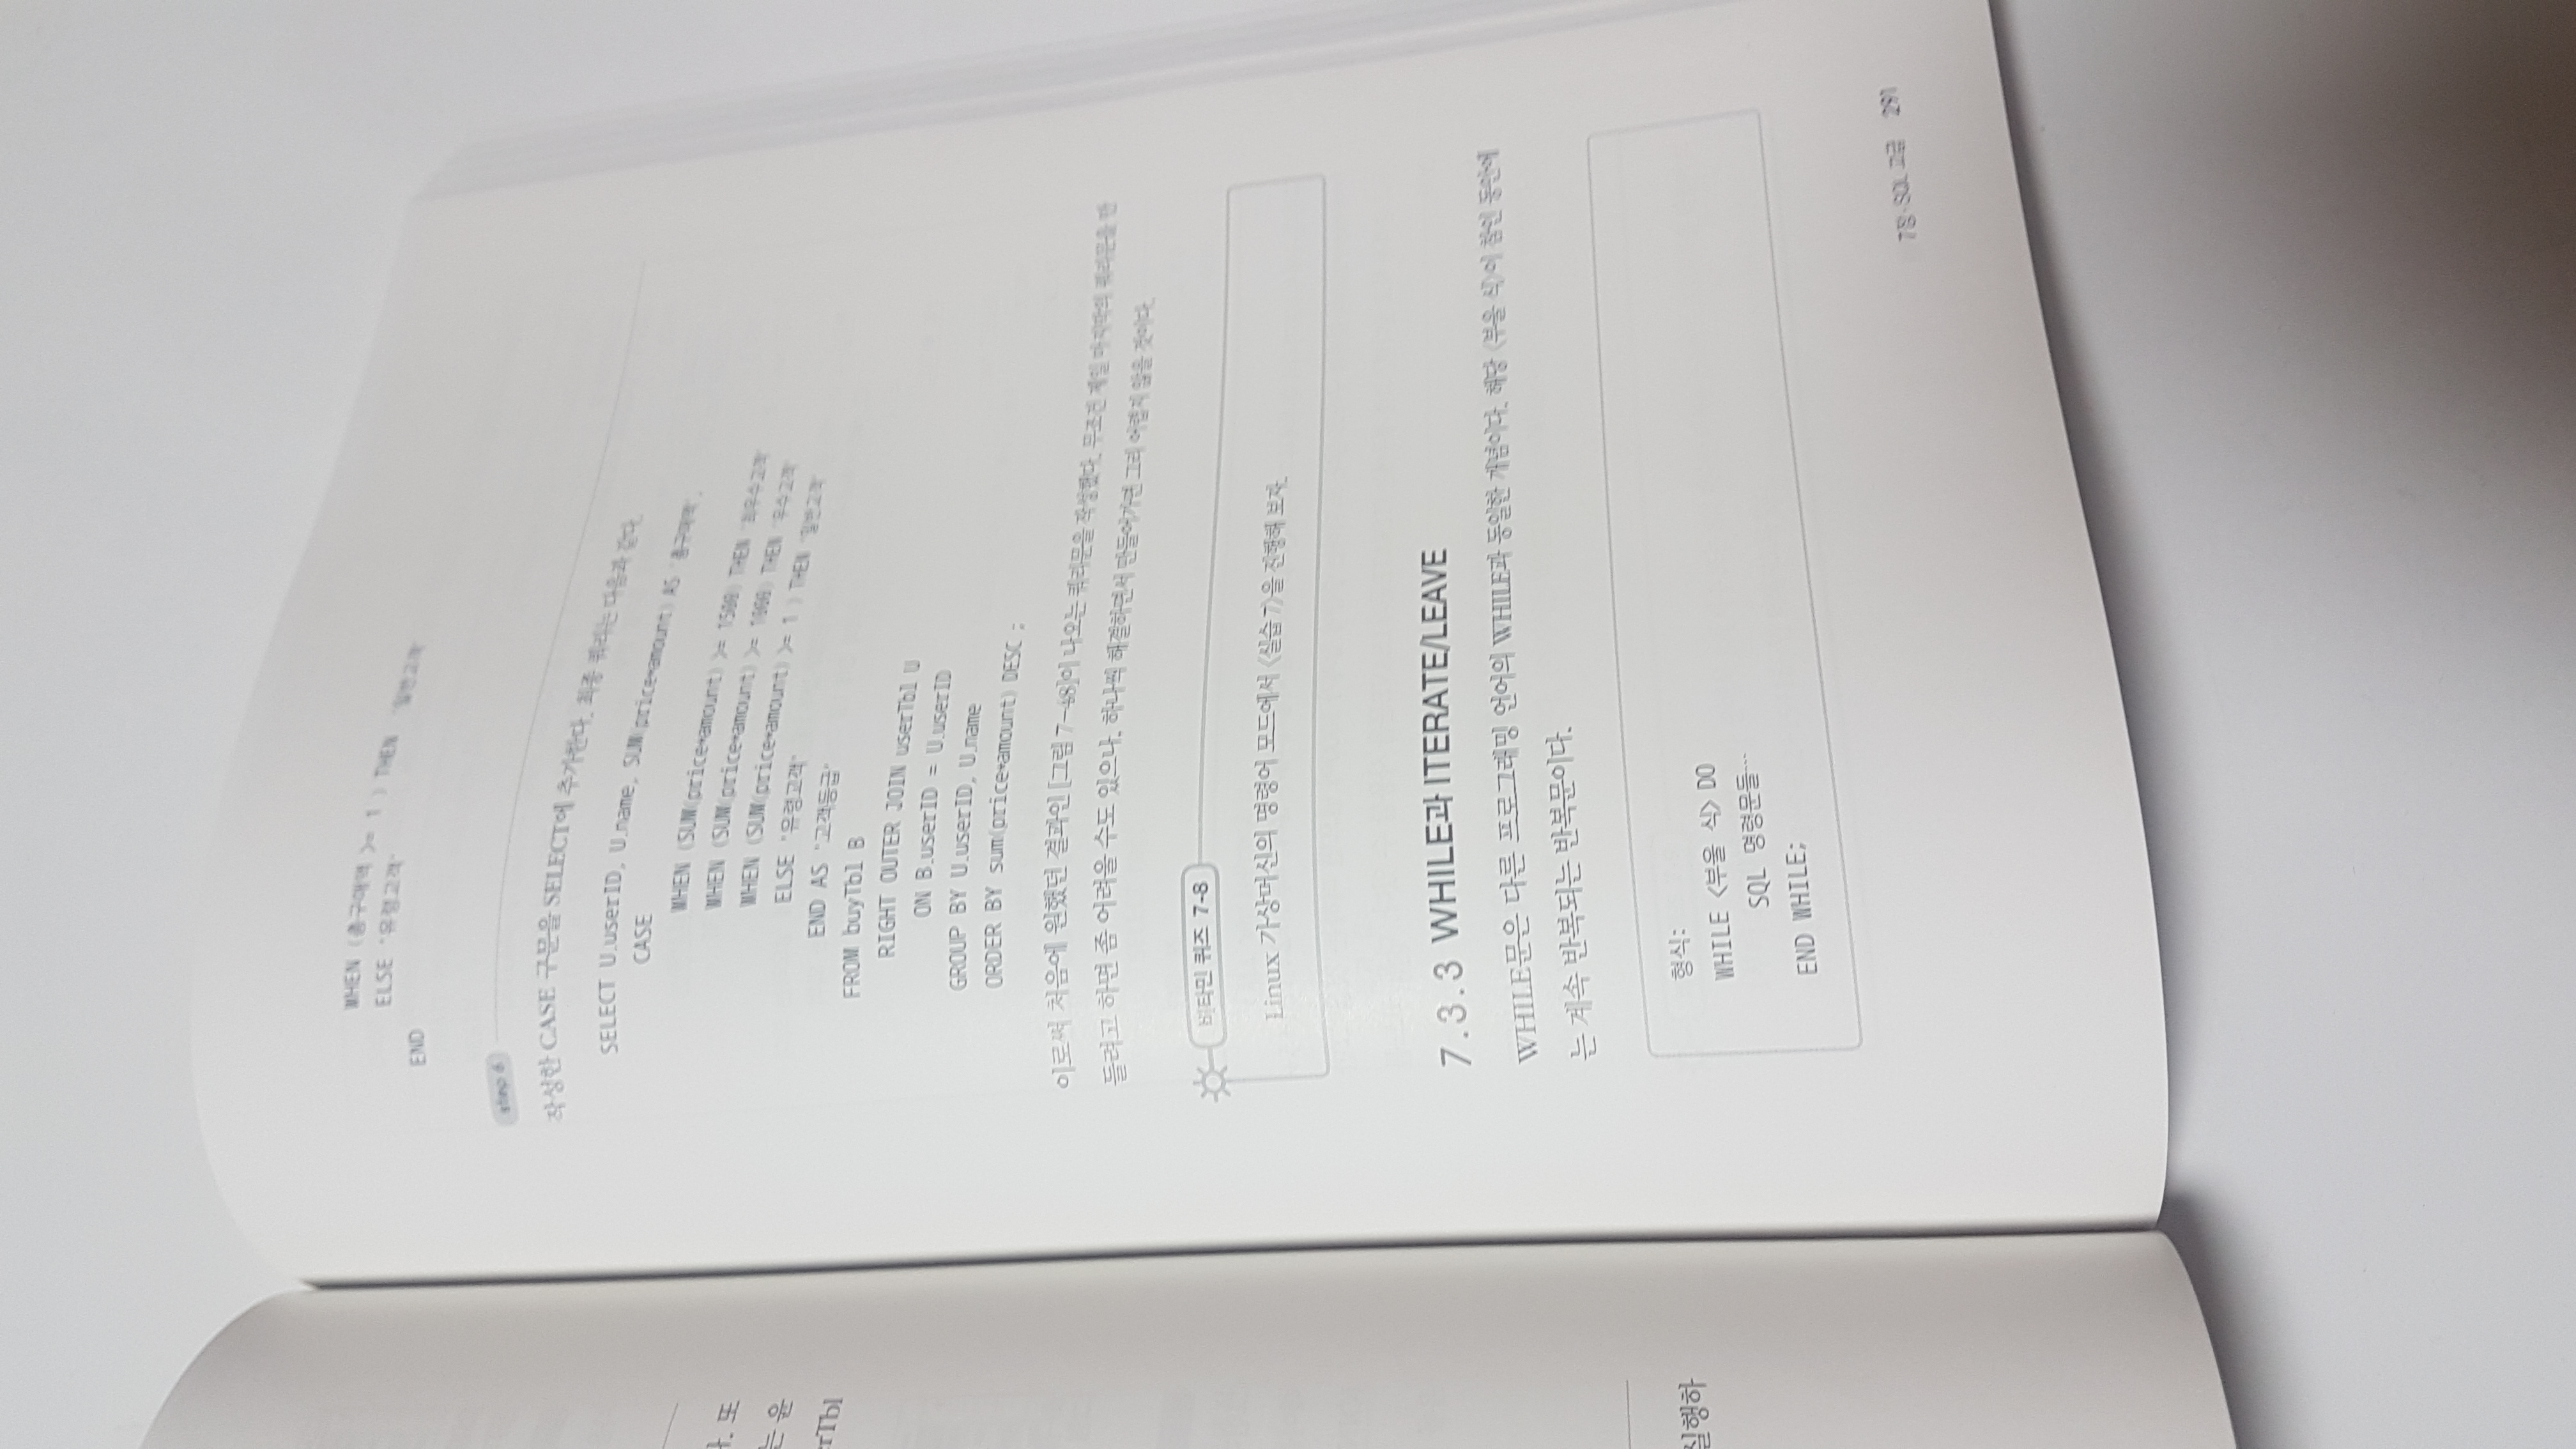 WHEN (총구매액 >= 1 ) THEN '일반고객'
ELSE '유령고객'
END
step 6
작성한 CASE 구문을 SELECT에 추가한다. 최종 쿼리는 다음과 같다.
SELECT U.userID, U.name, SUM(price*amount) AS '총구매액',
CASE
WHEN (SUM(price*amount) >= 1500) THEN '최우수고객'
WHEN (SUM(price*amount) >= 1000) THEN '우수고객'
WHEN (SUM(price*amount) >= 1 ) THEN '일반고객'
ELSE '유령고객'
END AS '고객등급'
FROM buyTbl B
RIGHT OUTER JOIN userTbl U
ON B.userID = U.userID
GROUP BY U.userID, U.name
ORDER BY sum(price*amount) DESC ;
이로써 처음에 원했던 결과인 [그림 7-48]이 나오는 쿼리문을 작성했다. 무조건 제일 마지막의 쿼리문을 만
들려고 하면 좀 어려울 수도 있으나, 하나씩 해결하면서 만들어가면 그리 어렵지 않을 것이다.
비타민 퀴즈 7-8
Linux 가상머신의 명령어 모드에서 <실습 7>을 진행해 보자.
7.3.3 WHILE과 ITERATE/LEAVE
WHILE문은 다른 프로그래밍 언어의 WHILE과 동일한 개념이다. 해당 <부울 식>이 참인 동안에
는 계속 반복되는 반복문이다.
형식:
WHILE <부울 식> DO
SQL 명령문들…
END WHILE;
7장·SQL 고급 291
. 또
는 윤
erTbl
실행하